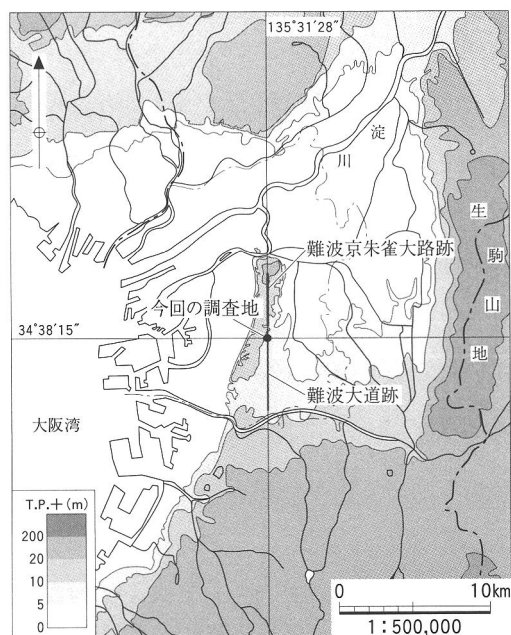 135°31′28″
淀
川
生
駒
山
地
難波京朱雀大路跡
今回の調査地
34°38′15″
難波大道跡
大阪湾
T.P.+(m)
200
20
10
5
0
0 10km
1:500,000